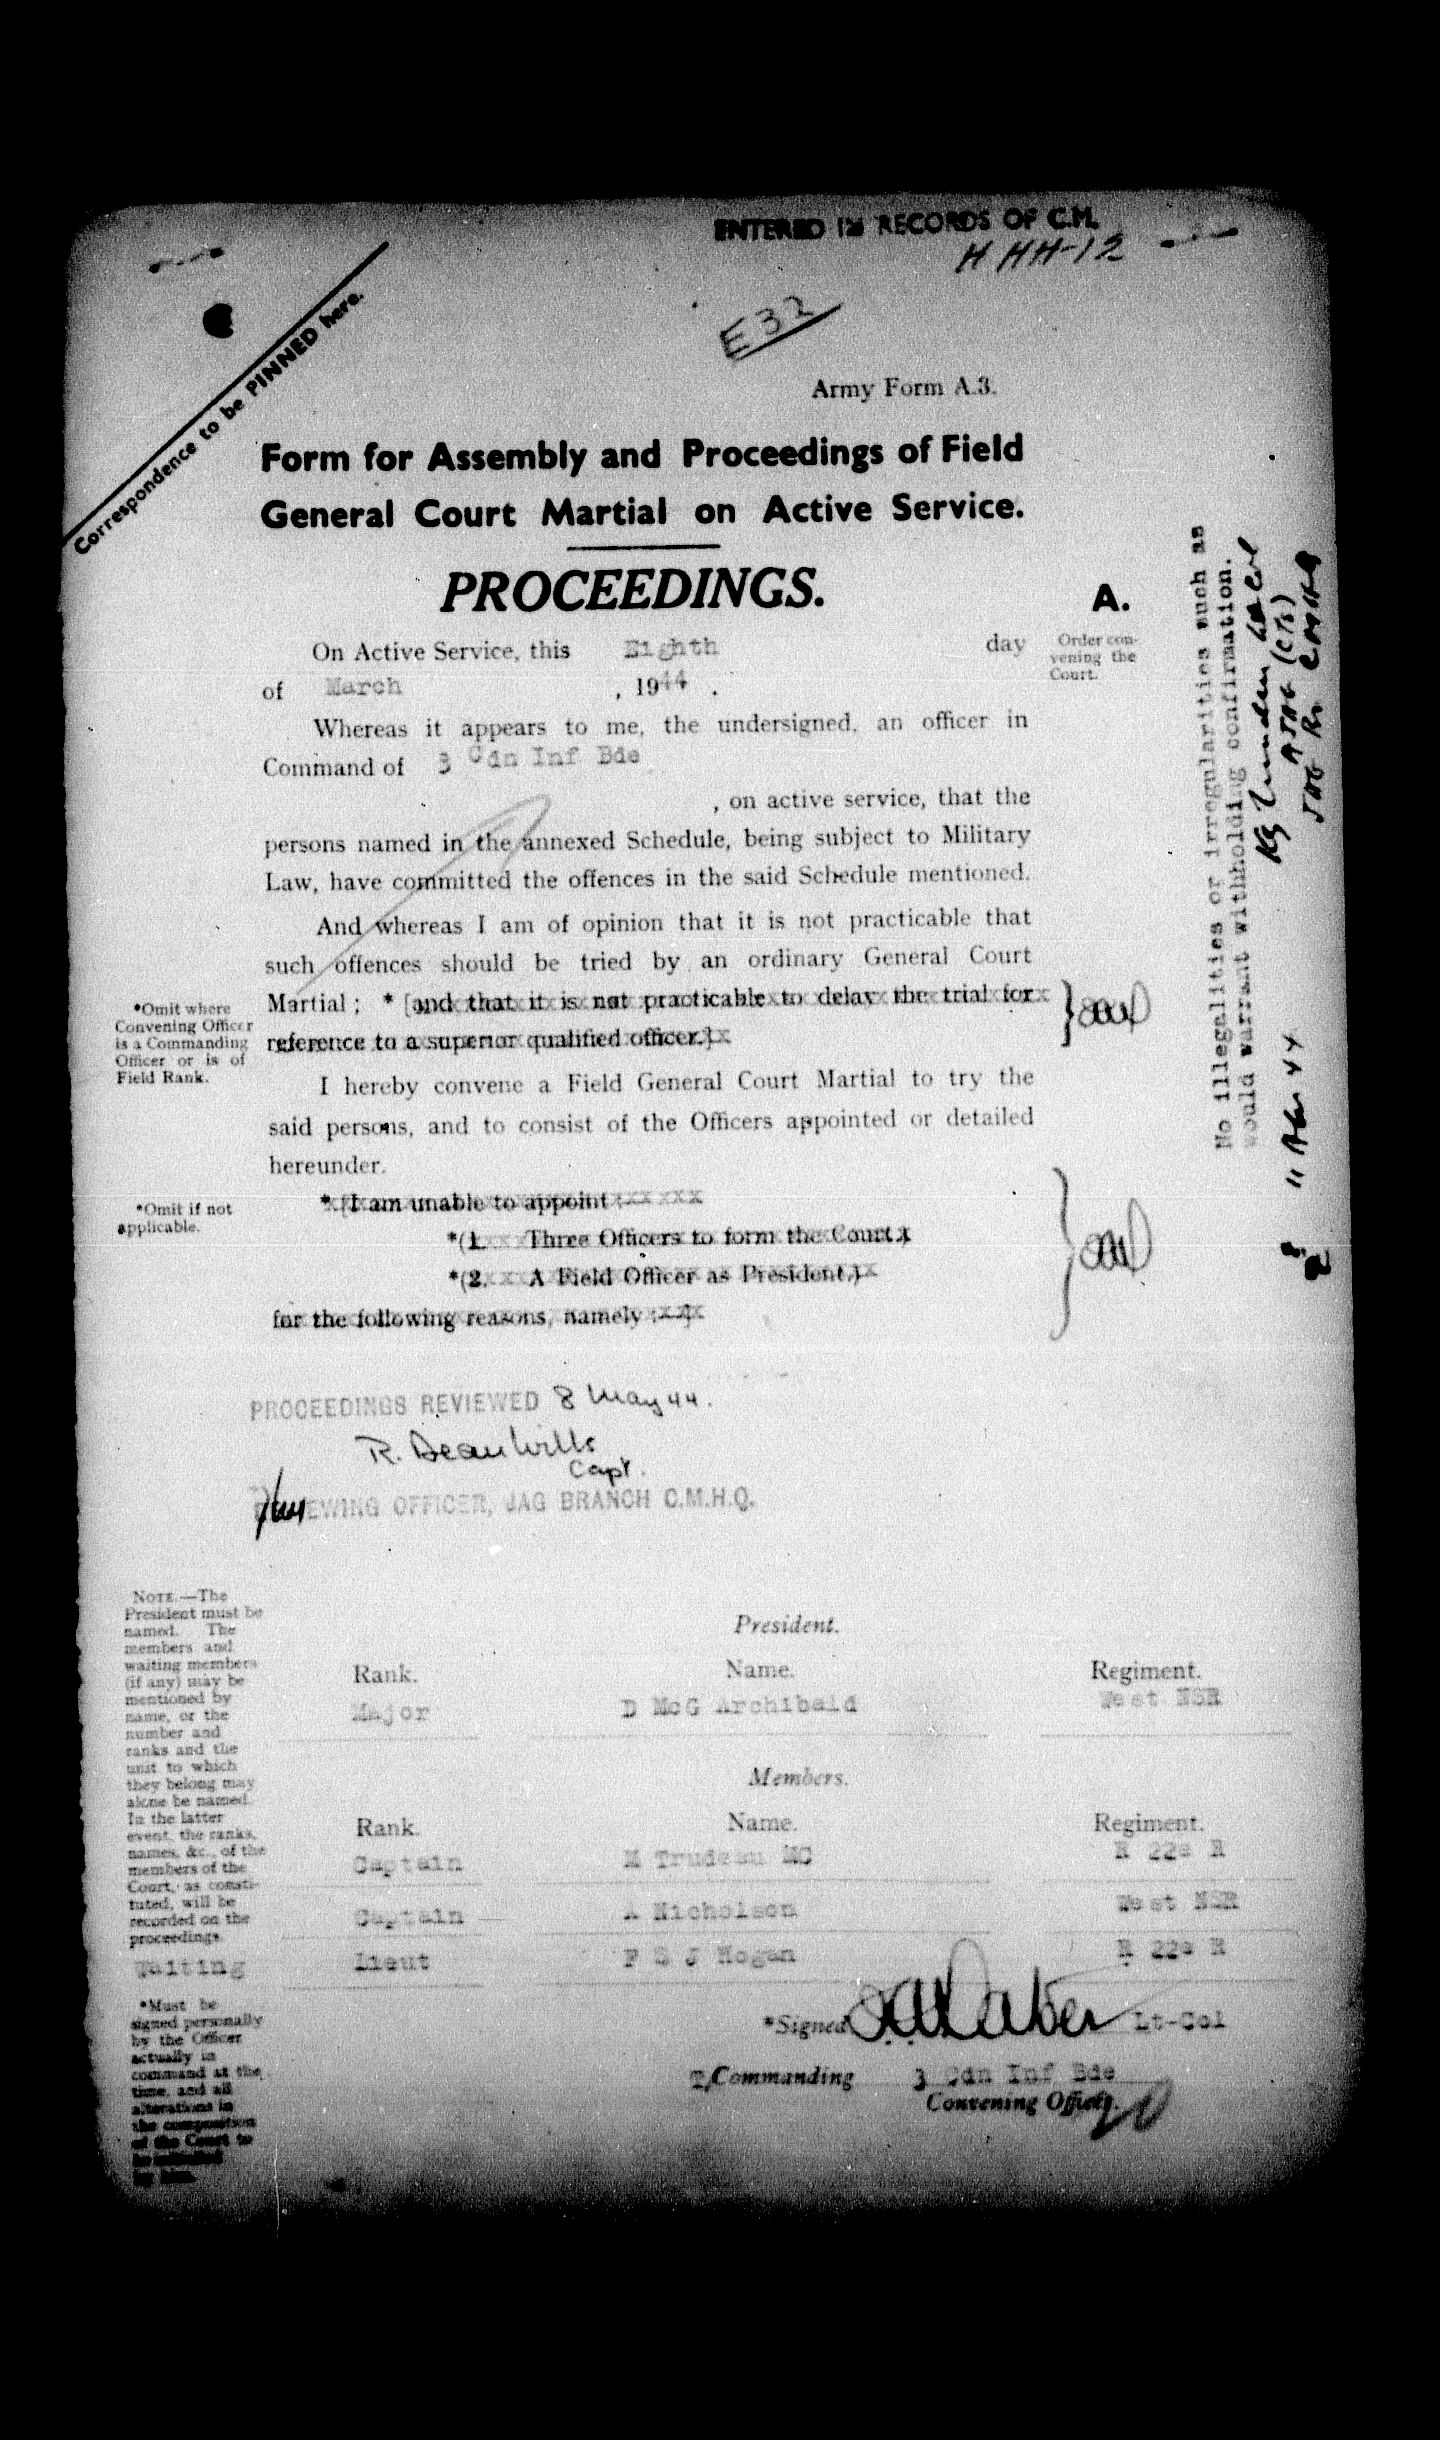 ENTERED IN RECORDS OF C.M.
H HH-12
E32
Correspondence to be PINNED here.
Army Form A.3.
Form for Assembly and Proceedings of Field
General Court Martial on Active Service.
PROCEEDINGS.
A.
Order con-
vening the
Court.
On Active Service, this Eighth day
of March , 1944 .
Whereas it appears to me, the undersigned, an officer in
Command of 3 Cdn Inf Bde
, on active service, that the
persons named in the annexed Schedule, being subject to Military
Law, have committed the offences in the said Schedule mentioned.
And whereas I am of opinion that it is not practicable that
such offences should be tried by an ordinary General Court
Martial ; * [and that it is not practicable to delay the trial for
reference to a superior qualified officer.]
*Omit where
Convening Officer
is a Commanding
Officer or is of
Field Rank.
I hereby convene a Field General Court Martial to try the
said persons, and to consist of the Officers appointed or detailed
hereunder.
*Omit if not
applicable.
* [I am unable to appoint :
*(1. Three Officers to form the Court.)
*(2. A Field Officer as President.)
for the following reasons, namely :— ]
No illegalities or irregularities such as
would warrant withholding confirmation.
11 Apr 44
PROCEEDINGS REVIEWED 8 May 44.
R. Dean Wills
Capt.
REVIEWING OFFICER, JAG BRANCH C.M.H.Q.
NOTE.—The
President must be
named. The
members and
waiting members
(if any) may be
mentioned by
name, or the
number and
ranks and the
unit to which
they belong may
alone be named.
In the latter
event, the ranks,
names, &c., of the
members of the
Court, as consti-
tuted, will be
recorded on the
proceedings.
President.
Rank. Name. Regiment.
Major D McG Archibald West NSR
Members.
Rank. Name. Regiment.
Captain M Trudeau MC R 22e R
Captain A Nicholson West NSR
Waiting Lieut P S J Hogan R 22e R
*Must be
signed personally
by the Officer
actually in
command at the
time, and all
alterations in
the composition
of the Court to
be
by him.
*Signed Lt-Col
Commanding 3 Cdn Inf Bde
Convening Officer.